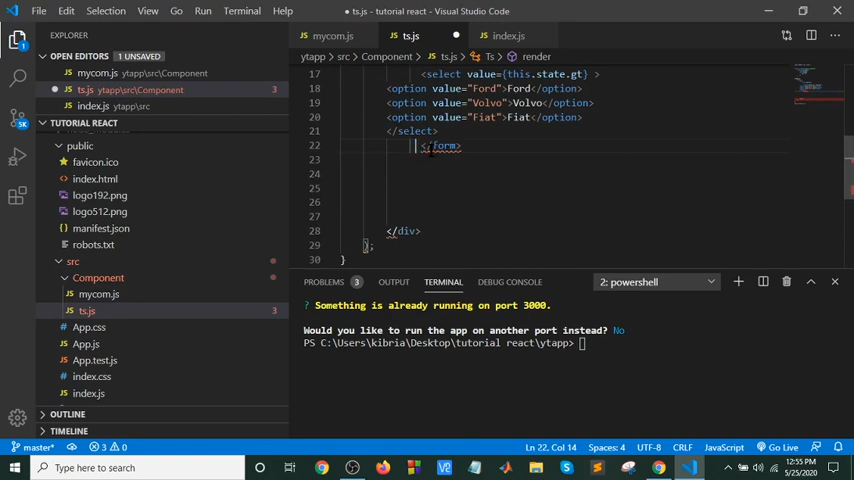 File Edit Selection View Go Run Terminal Help
● ts.js - tutorial react - Visual Studio Code
EXPLORER
mycom.js ts.js index.js
OPEN EDITORS 1 UNSAVED
ytapp > src > Component > ts.js > Ts > render
mycom.js ytapp\src\Component
ts.js ytapp\src\Component
index.js ytapp\src
TUTORIAL REACT
public
favicon.ico
index.html
logo192.png
logo512.png
manifest.json
robots.txt
src
Component
mycom.js
ts.js 3
App.css
App.js
App.test.js
index.css
index.js
OUTLINE
TIMELINE
17 <select value={this.state.gt} >
18 <option value="Ford">Ford</option>
19 <option value="Volvo">Volvo</option>
20 <option value="Fiat">Fiat</option>
21 </select>
22 </form>
23
24
25
26
27
28 </div>
29 );
30 }
PROBLEMS 3 OUTPUT TERMINAL DEBUG CONSOLE 2: powershell
? Something is already running on port 3000.
Would you like to run the app on another port instead? No
PS C:\Users\kibria\Desktop\tutorial react\ytapp>
master* 3 0 Ln 22, Col 14 Spaces: 4 UTF-8 CRLF JavaScript Go Live
Type here to search
12:55 PM
5/25/2020